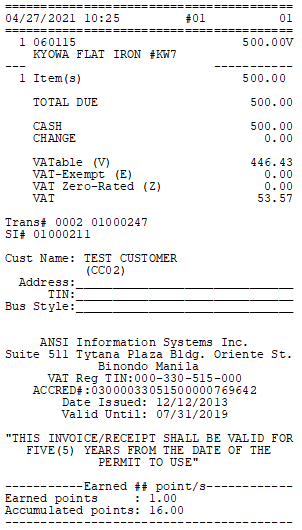 ========================================
04/27/2021 10:25 #01 01
========================================
1 060115 500.00V
KYOWA FLAT IRON #KW7
--- -----------
1 Item(s) 500.00
TOTAL DUE 500.00
CASH 500.00
CHANGE 0.00
VATable (V) 446.43
VAT-Exempt (E) 0.00
VAT Zero-Rated (Z) 0.00
VAT 53.57
Trans# 0002 01000247
SI# 01000211
Cust Name: TEST CUSTOMER
(CC02)
Address:______________________________
TIN:______________________________
Bus Style:______________________________
ANSI Information Systems Inc.
Suite 511 Tytana Plaza Bldg. Oriente St.
Binondo Manila
VAT Reg TIN:000-330-515-000
ACCRED#:0300003305150000769642
Date Issued: 12/12/2013
Valid Until: 07/31/2019
"THIS INVOICE/RECEIPT SHALL BE VALID FOR
FIVE(5) YEARS FROM THE DATE OF THE
PERMIT TO USE"
-----------Earned ## point/s------------
Earned points : 1.00
Accumulated points: 16.00
----------------------------------------